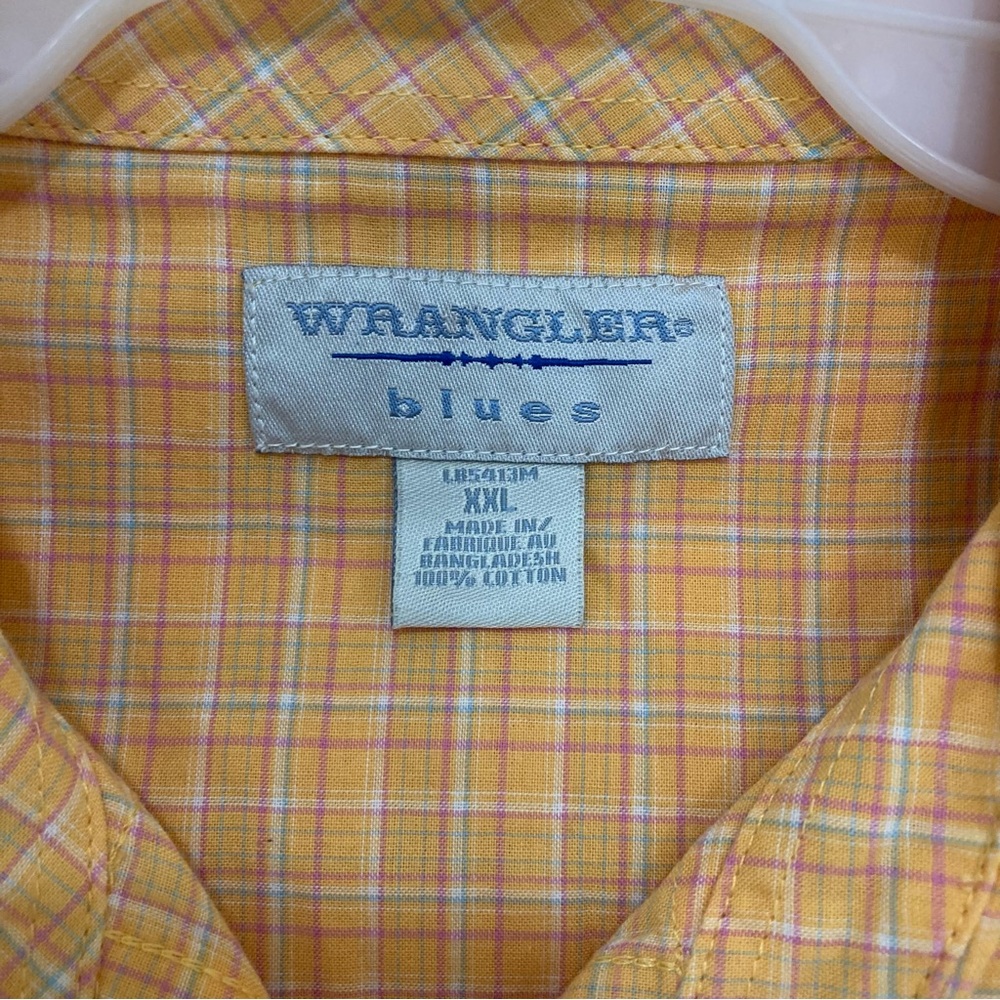 WRANGLER®
blues
LB5413M
XXL
MADE IN/
FABRIQUE AU
BANGLADESH
100% COTTON